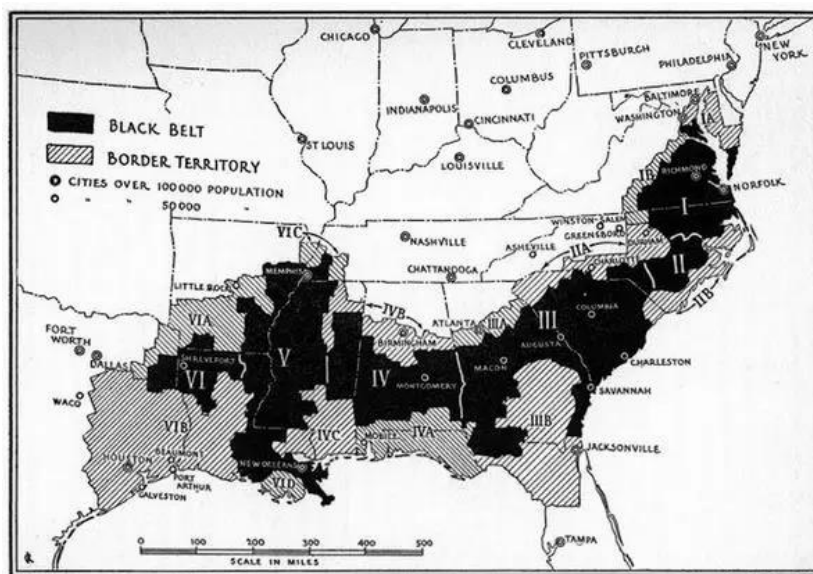 CHICAGO
CLEVELAND
NEW YORK
PITTSBURGH
PHILADELPHIA
COLUMBUS
INDIANAPOLIS
BALTIMORE
WASHINGTON
IA
CINCINNATI
BLACK BELT
ST LOUIS
BORDER TERRITORY
LOUISVILLE
IB
RICHMOND
CITIES OVER 100000 POPULATION
NORFOLK
" " 50000
I
WINSTON-SALEM
GREENSBORO
DURHAM
VIC
NASHVILLE
ASHEVILLE
IIA
II
CHARLOTT
MEMPHIS
CHATTANOOGA
LITTLE ROCK
IIB
IVB
ATLANTA
IIIA
III
COLUMBIA
VIA
BIRMINGHAM
FORT WORTH
AUGUSTA
DALLAS
SHREVEPORT
V
MACON
CHARLESTON
VI
IV
MONTGOMERY
SAVANNAH
WACO
VIB
IIIB
IVC
MOBILE
IVA
JACKSONVILLE
BEAUMONT
HOUSTON
NEW ORLEANS
PORT ARTHUR
VID
GALVESTON
0 100 200 300 400 500
SCALE IN MILES
TAMPA